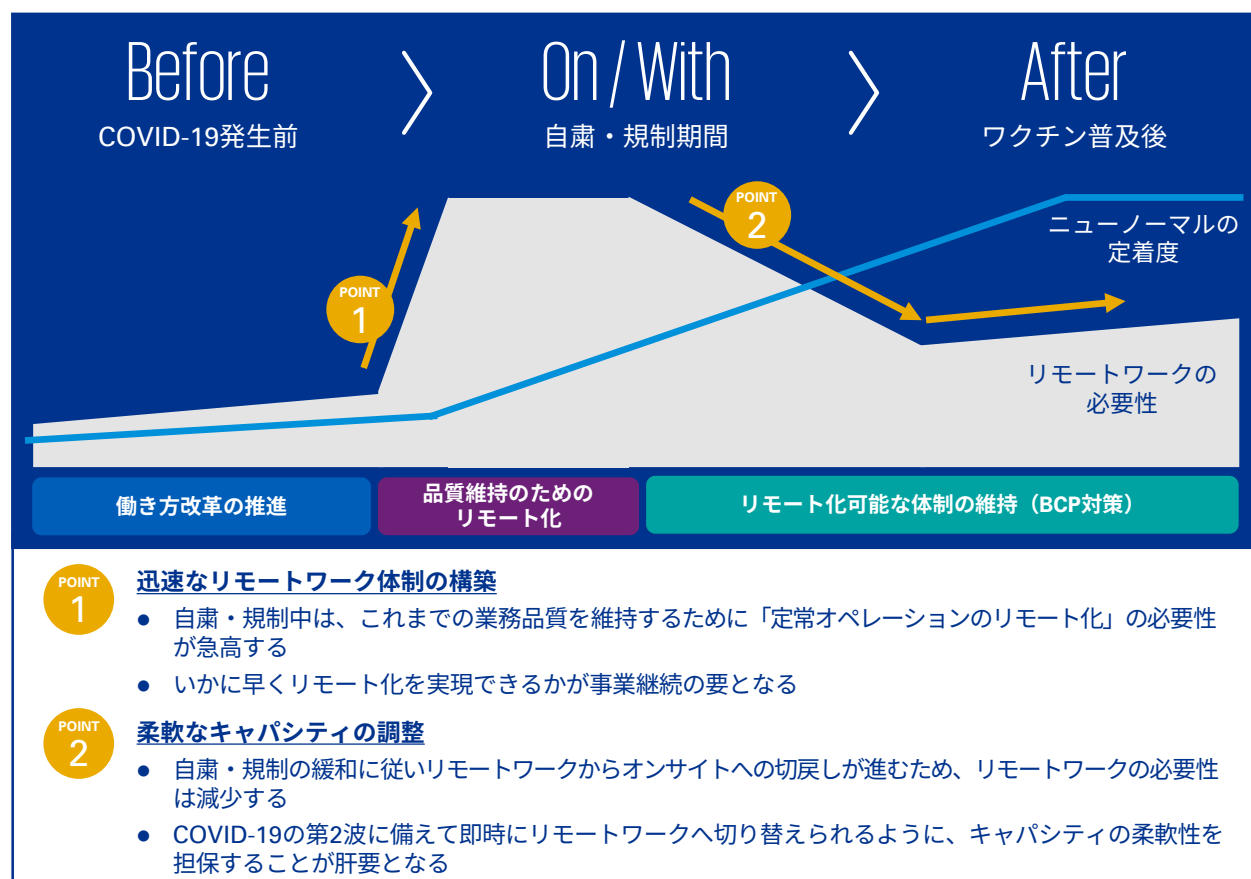 Before
COVID-19発生前
On / With
自粛・規制期間
After
ワクチン普及後
POINT
1
POINT
2
ニューノーマルの
定着度
リモートワークの
必要性
働き方改革の推進
品質維持のための
リモート化
リモート化可能な体制の維持（BCP対策）
POINT
1
迅速なリモートワーク体制の構築
● 自粛・規制中は、これまでの業務品質を維持するために「定常オペレーションのリモート化」の必要性
が急高する
● いかに早くリモート化を実現できるかが事業継続の要となる
POINT
2
柔軟なキャパシティの調整
● 自粛・規制の緩和に従いリモートワークからオンサイトへの切戻しが進むため、リモートワークの必要性
は減少する
● COVID-19の第2波に備えて即時にリモートワークへ切り替えられるように、キャパシティの柔軟性を
担保することが肝要となる